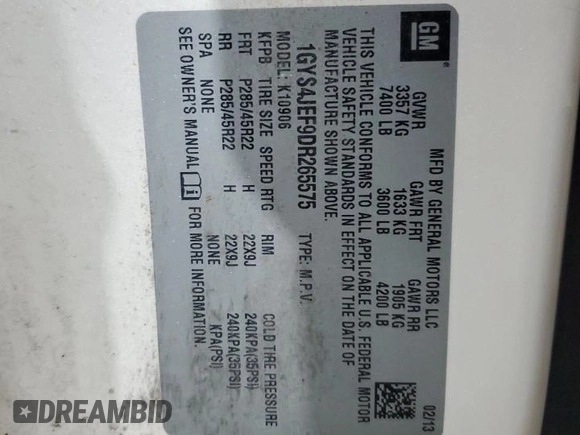 GM
MFD BY GENERAL MOTORS LLC
02/13
GVWR GAWR FRT GAWR RR
3357 KG 1633 KG 1905 KG
7400 LB 3600 LB 4200 LB
THIS VEHICLE CONFORMS TO ALL APPLICABLE U.S. FEDERAL MOTOR
VEHICLE SAFETY STANDARDS IN EFFECT ON THE DATE OF
MANUFACTURE SHOWN ABOVE.
1GYS4JEF9DR265575 TYPE: M.P.V.
MODEL: K10906
KFPB TIRE SIZE SPEED RTG RIM COLD TIRE PRESSURE
FRT P285/45R22 H 22X9J 240KPA(35PSI)
RR P285/45R22 H 22X9J 240KPA(35PSI)
SPA NONE NONE KPA(PSI)
SEE OWNER'S MANUAL FOR MORE INFORMATION.
DREAMBID